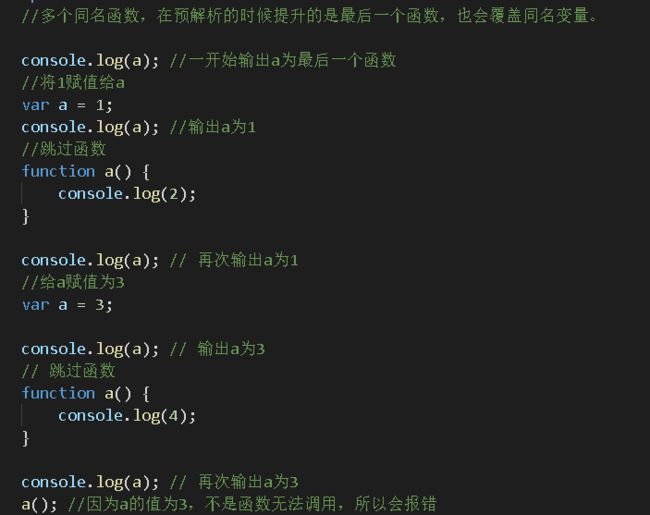 //多个同名函数，在预解析的时候提升的是最后一个函数，也会覆盖同名变量。
console.log(a); //一开始输出a为最后一个函数
//将1赋值给a
var a = 1;
console.log(a); //输出a为1
//跳过函数
function a() {
    console.log(2);
}
console.log(a); // 再次输出a为1
//给a赋值为3
var a = 3;
console.log(a); // 输出a为3
// 跳过函数
function a() {
    console.log(4);
}
console.log(a); // 再次输出a为3
a(); //因为a的值为3，不是函数无法调用，所以会报错